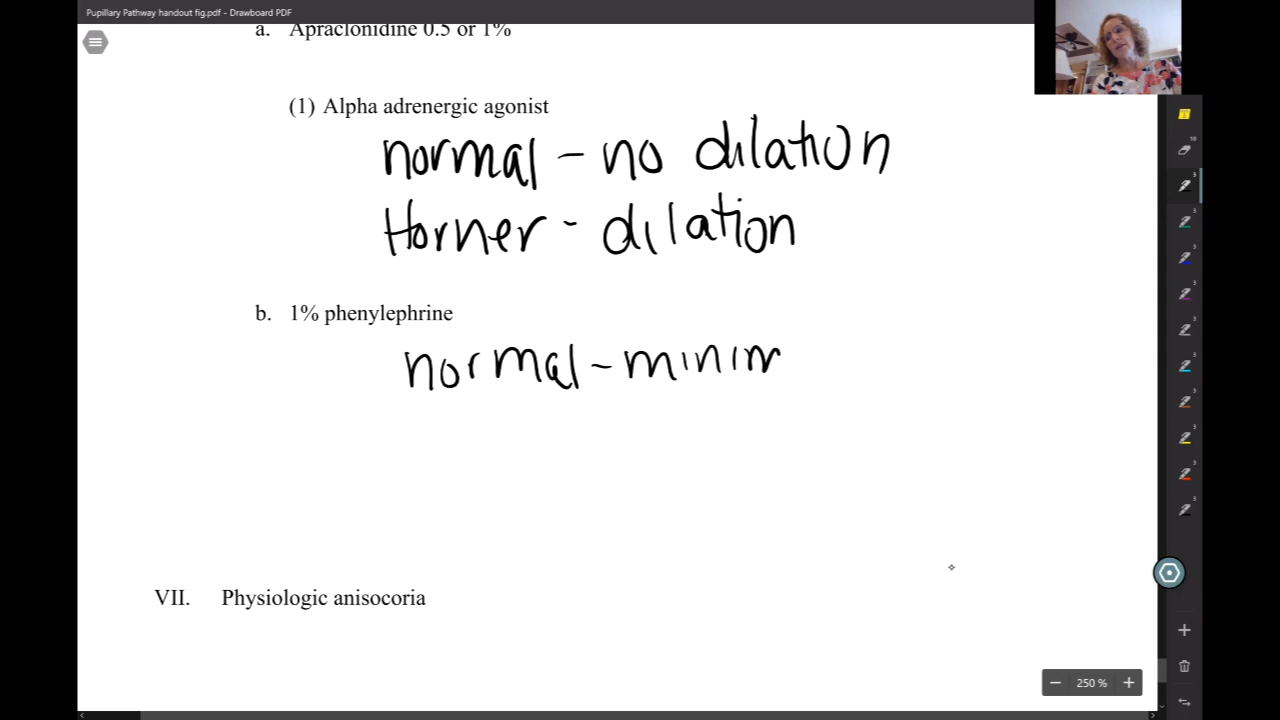 Pupillary Pathway handout fig.pdf - Drawboard PDF
a. Apraclonidine 0.5 or 1%
(1) Alpha adrenergic agonist
normal - no dilation
Horner - dilation
b. 1% phenylephrine
normal - minim
VII. Physiologic anisocoria
250 %